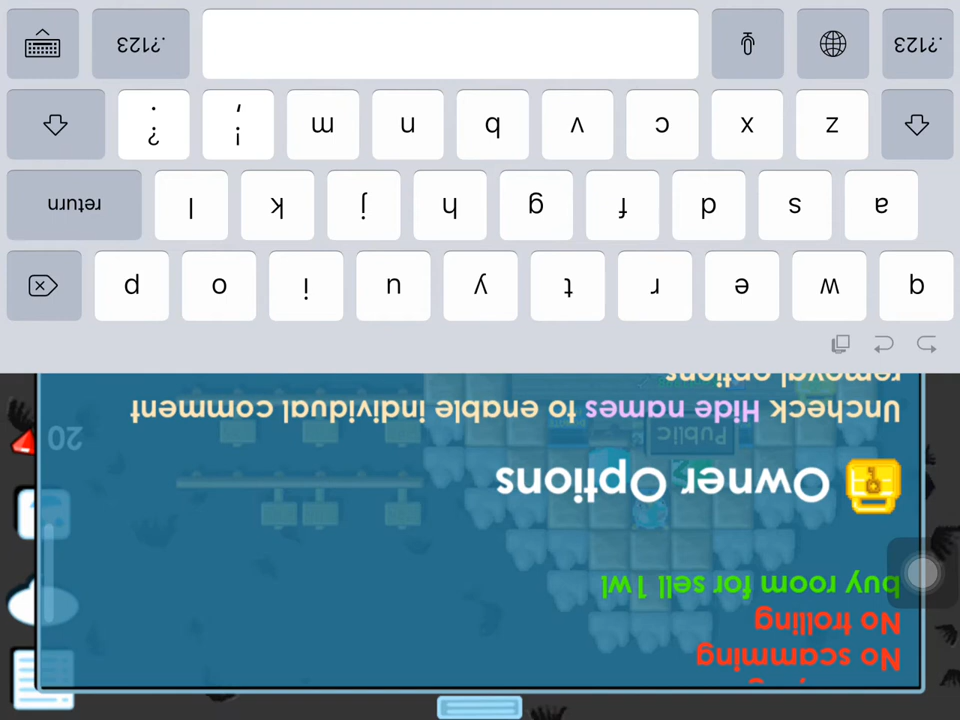 No scamming
No trolling
buy room for sell 1wl
Owner Options
Public
20
Uncheck Hide names to enable individual comment
removal options
q w e r t y u i o p
a s d f g h j k l return
z x c v b n m ! , ? .
.?123 .?123